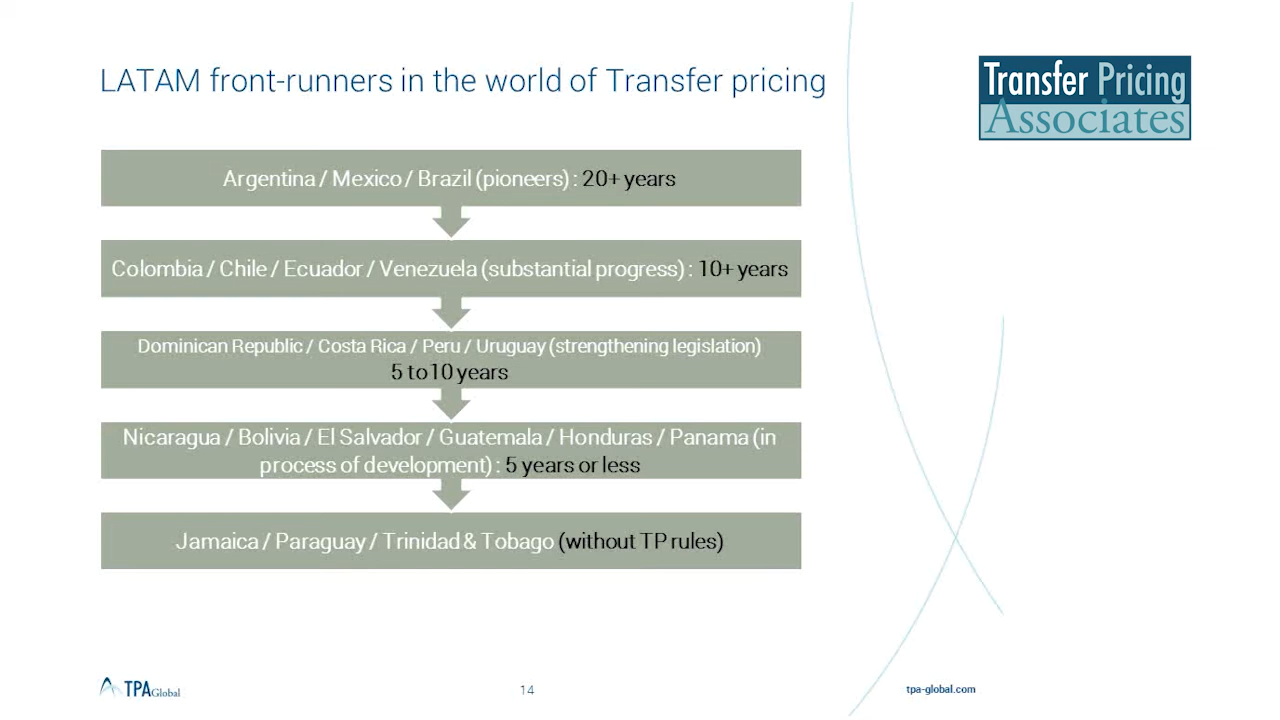 LATAM front-runners in the world of Transfer pricing
Transfer Pricing
Associates
Argentina / Mexico / Brazil (pioneers) : 20+ years
Colombia / Chile / Ecuador / Venezuela (substantial progress) : 10+ years
Dominican Republic / Costa Rica / Peru / Uruguay (strengthening legislation)
5 to10 years
Nicaragua / Bolivia / El Salvador / Guatemala / Honduras / Panama (in
process of development) : 5 years or less
Jamaica / Paraguay / Trinidad & Tobago (without TP rules)
TPA Global
14
tpa-global.com